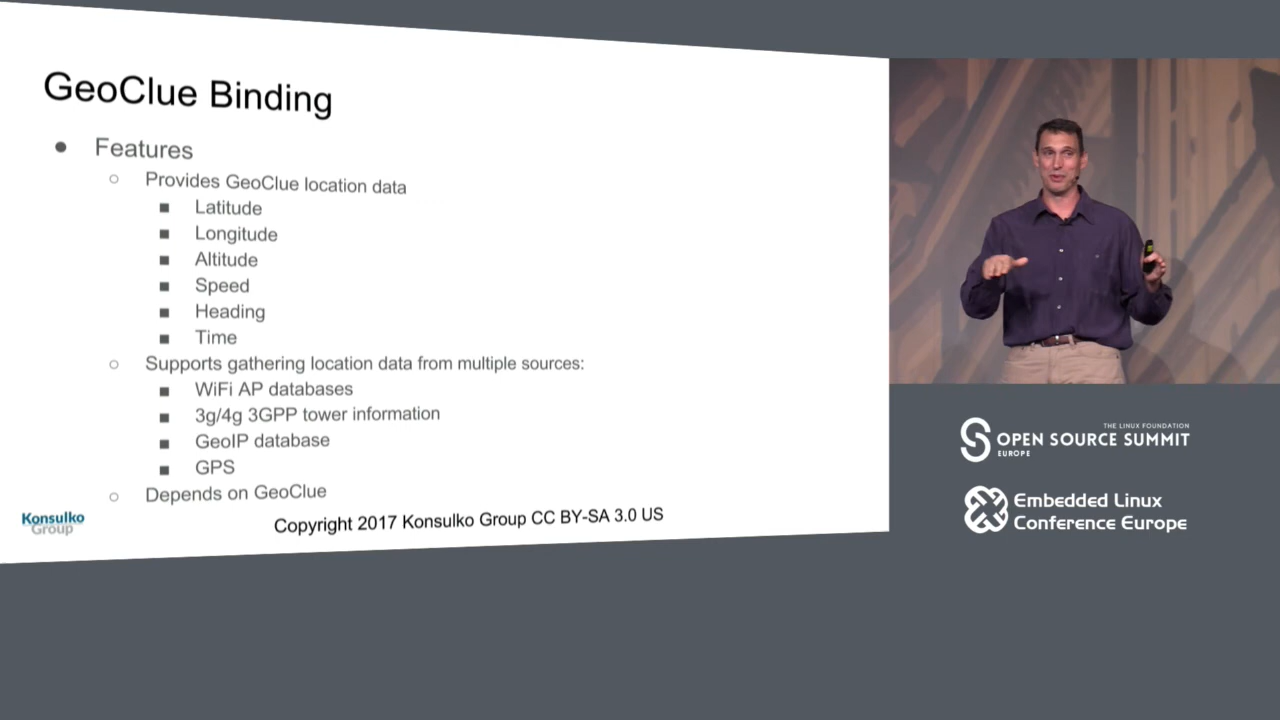 GeoClue Binding
Features
Provides GeoClue location data
Latitude
Longitude
Altitude
Speed
Heading
Time
Supports gathering location data from multiple sources:
WiFi AP databases
3g/4g 3GPP tower information
GeoIP database
GPS
Depends on GeoClue
Konsulko
Group
Copyright 2017 Konsulko Group CC BY-SA 3.0 US
THE LINUX FOUNDATION
OPEN SOURCE SUMMIT
EUROPE
Embedded Linux
Conference Europe